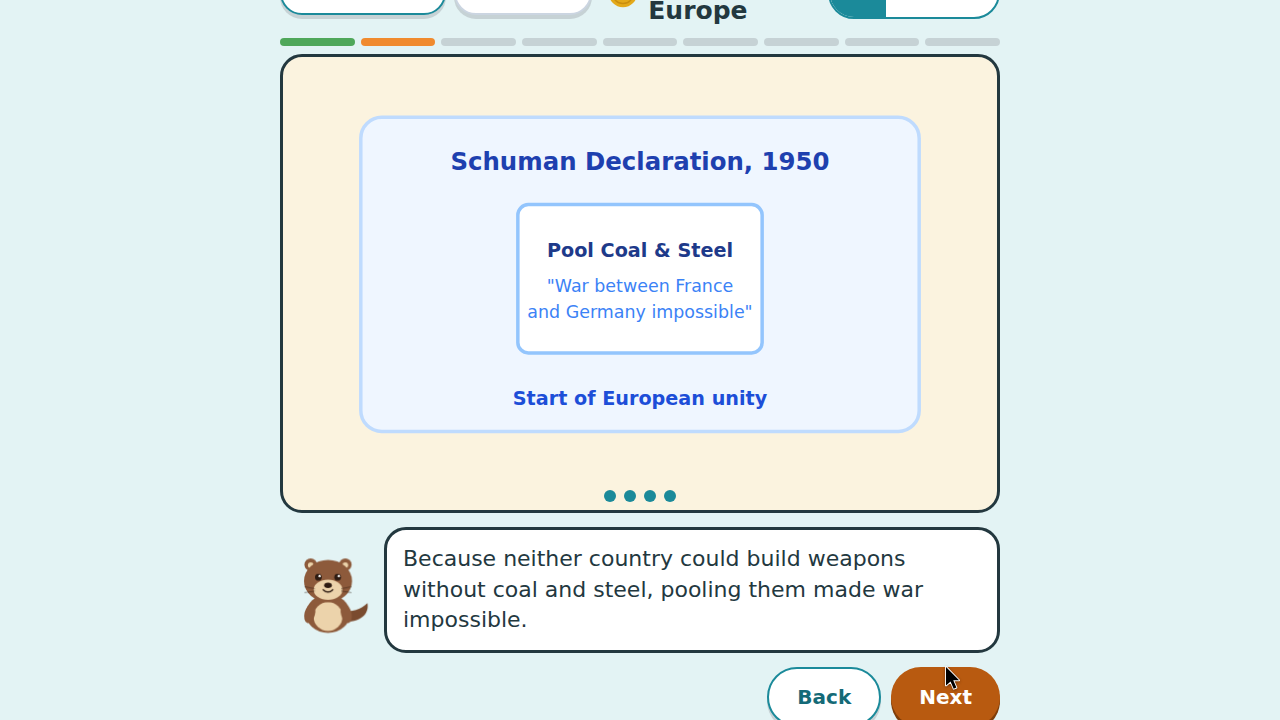 Europe
Schuman Declaration, 1950
Pool Coal & Steel
"War between France
and Germany impossible"
Start of European unity
Because neither country could build weapons
without coal and steel, pooling them made war
impossible.
Back
Next